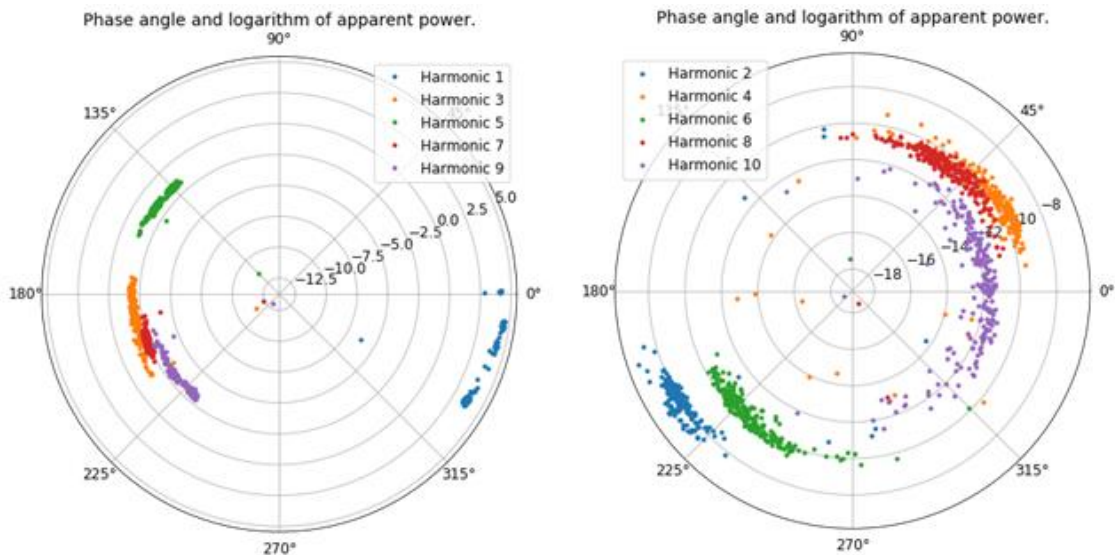 Phase angle and logarithm of apparent power.
90°
Harmonic 1
Harmonic 3
Harmonic 5
Harmonic 7
Harmonic 9
135°
5.0
2.5
0.0
−2.5
−5.0
−7.5
−10.0
−12.5
180°
0°
225°
315°
270°
Phase angle and logarithm of apparent power.
90°
Harmonic 2
Harmonic 4
Harmonic 6
Harmonic 8
Harmonic 10
45°
−8
10
−12
−14
−16
−18
180°
0°
225°
315°
270°